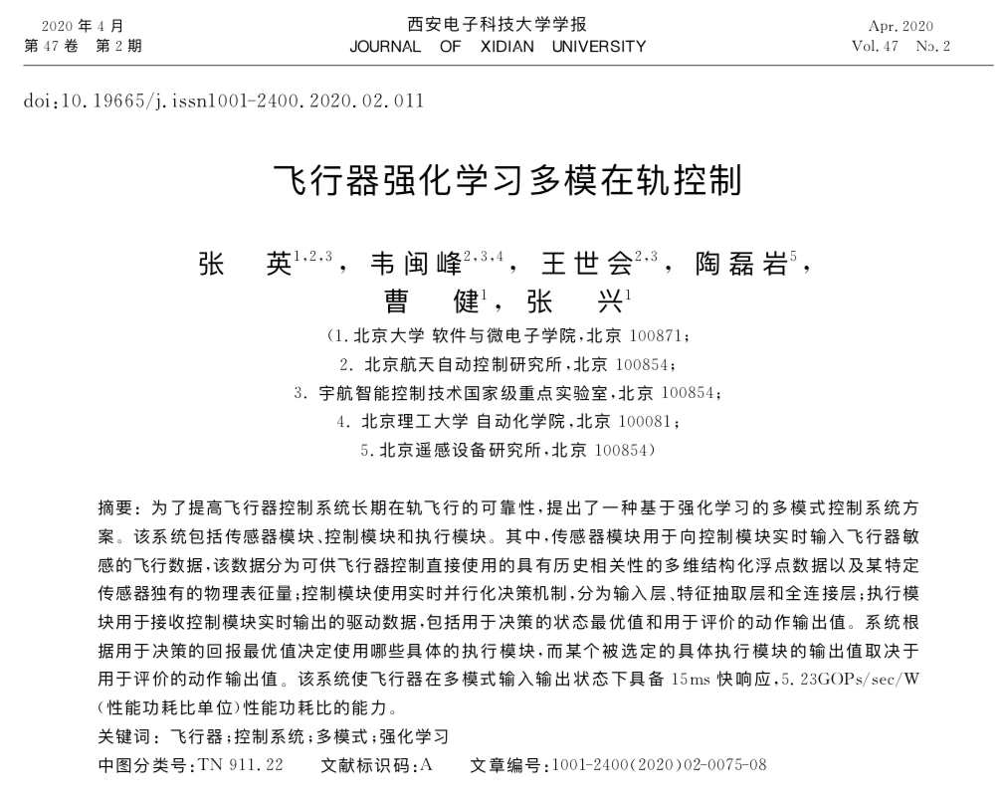 2020 年 4 月 西安电子科技大学学报 Apr. 2020
第 47 卷 第 2 期 JOURNAL OF XIDIAN UNIVERSITY Vol. 47 No. 2
doi:10.19665/j.issn1001-2400.2020.02.011
飞行器强化学习多模在轨控制
张 英1,2,3，韦闽峰2,3,4，王世会2,3，陶磊岩5，
曹 健1，张 兴1
(1. 北京大学 软件与微电子学院,北京 100871;
2. 北京航天自动控制研究所,北京 100854;
3. 宇航智能控制技术国家级重点实验室,北京 100854;
4. 北京理工大学 自动化学院,北京 100081;
5. 北京遥感设备研究所,北京 100854)
摘要：为了提高飞行器控制系统长期在轨飞行的可靠性,提出了一种基于强化学习的多模式控制系统方
案。该系统包括传感器模块、控制模块和执行模块。其中,传感器模块用于向控制模块实时输入飞行器敏
感的飞行数据,该数据分为可供飞行器控制直接使用的具有历史相关性的多维结构化浮点数据以及某特定
传感器独有的物理表征量;控制模块使用实时并行化决策机制,分为输入层、特征抽取层和全连接层;执行模
块用于接收控制模块实时输出的驱动数据,包括用于决策的状态最优值和用于评价的动作输出值。系统根
据用于决策的回报最优值决定使用哪些具体的执行模块,而某个被选定的具体执行模块的输出值取决于
用于评价的动作输出值。该系统使飞行器在多模式输入输出状态下具备 15ms 快响应,5.23GOPs/sec/W
(性能功耗比单位)性能功耗比的能力。
关键词：飞行器;控制系统;多模式;强化学习
中图分类号:TN 911.22 文献标识码:A 文章编号:1001-2400(2020)02-0075-08